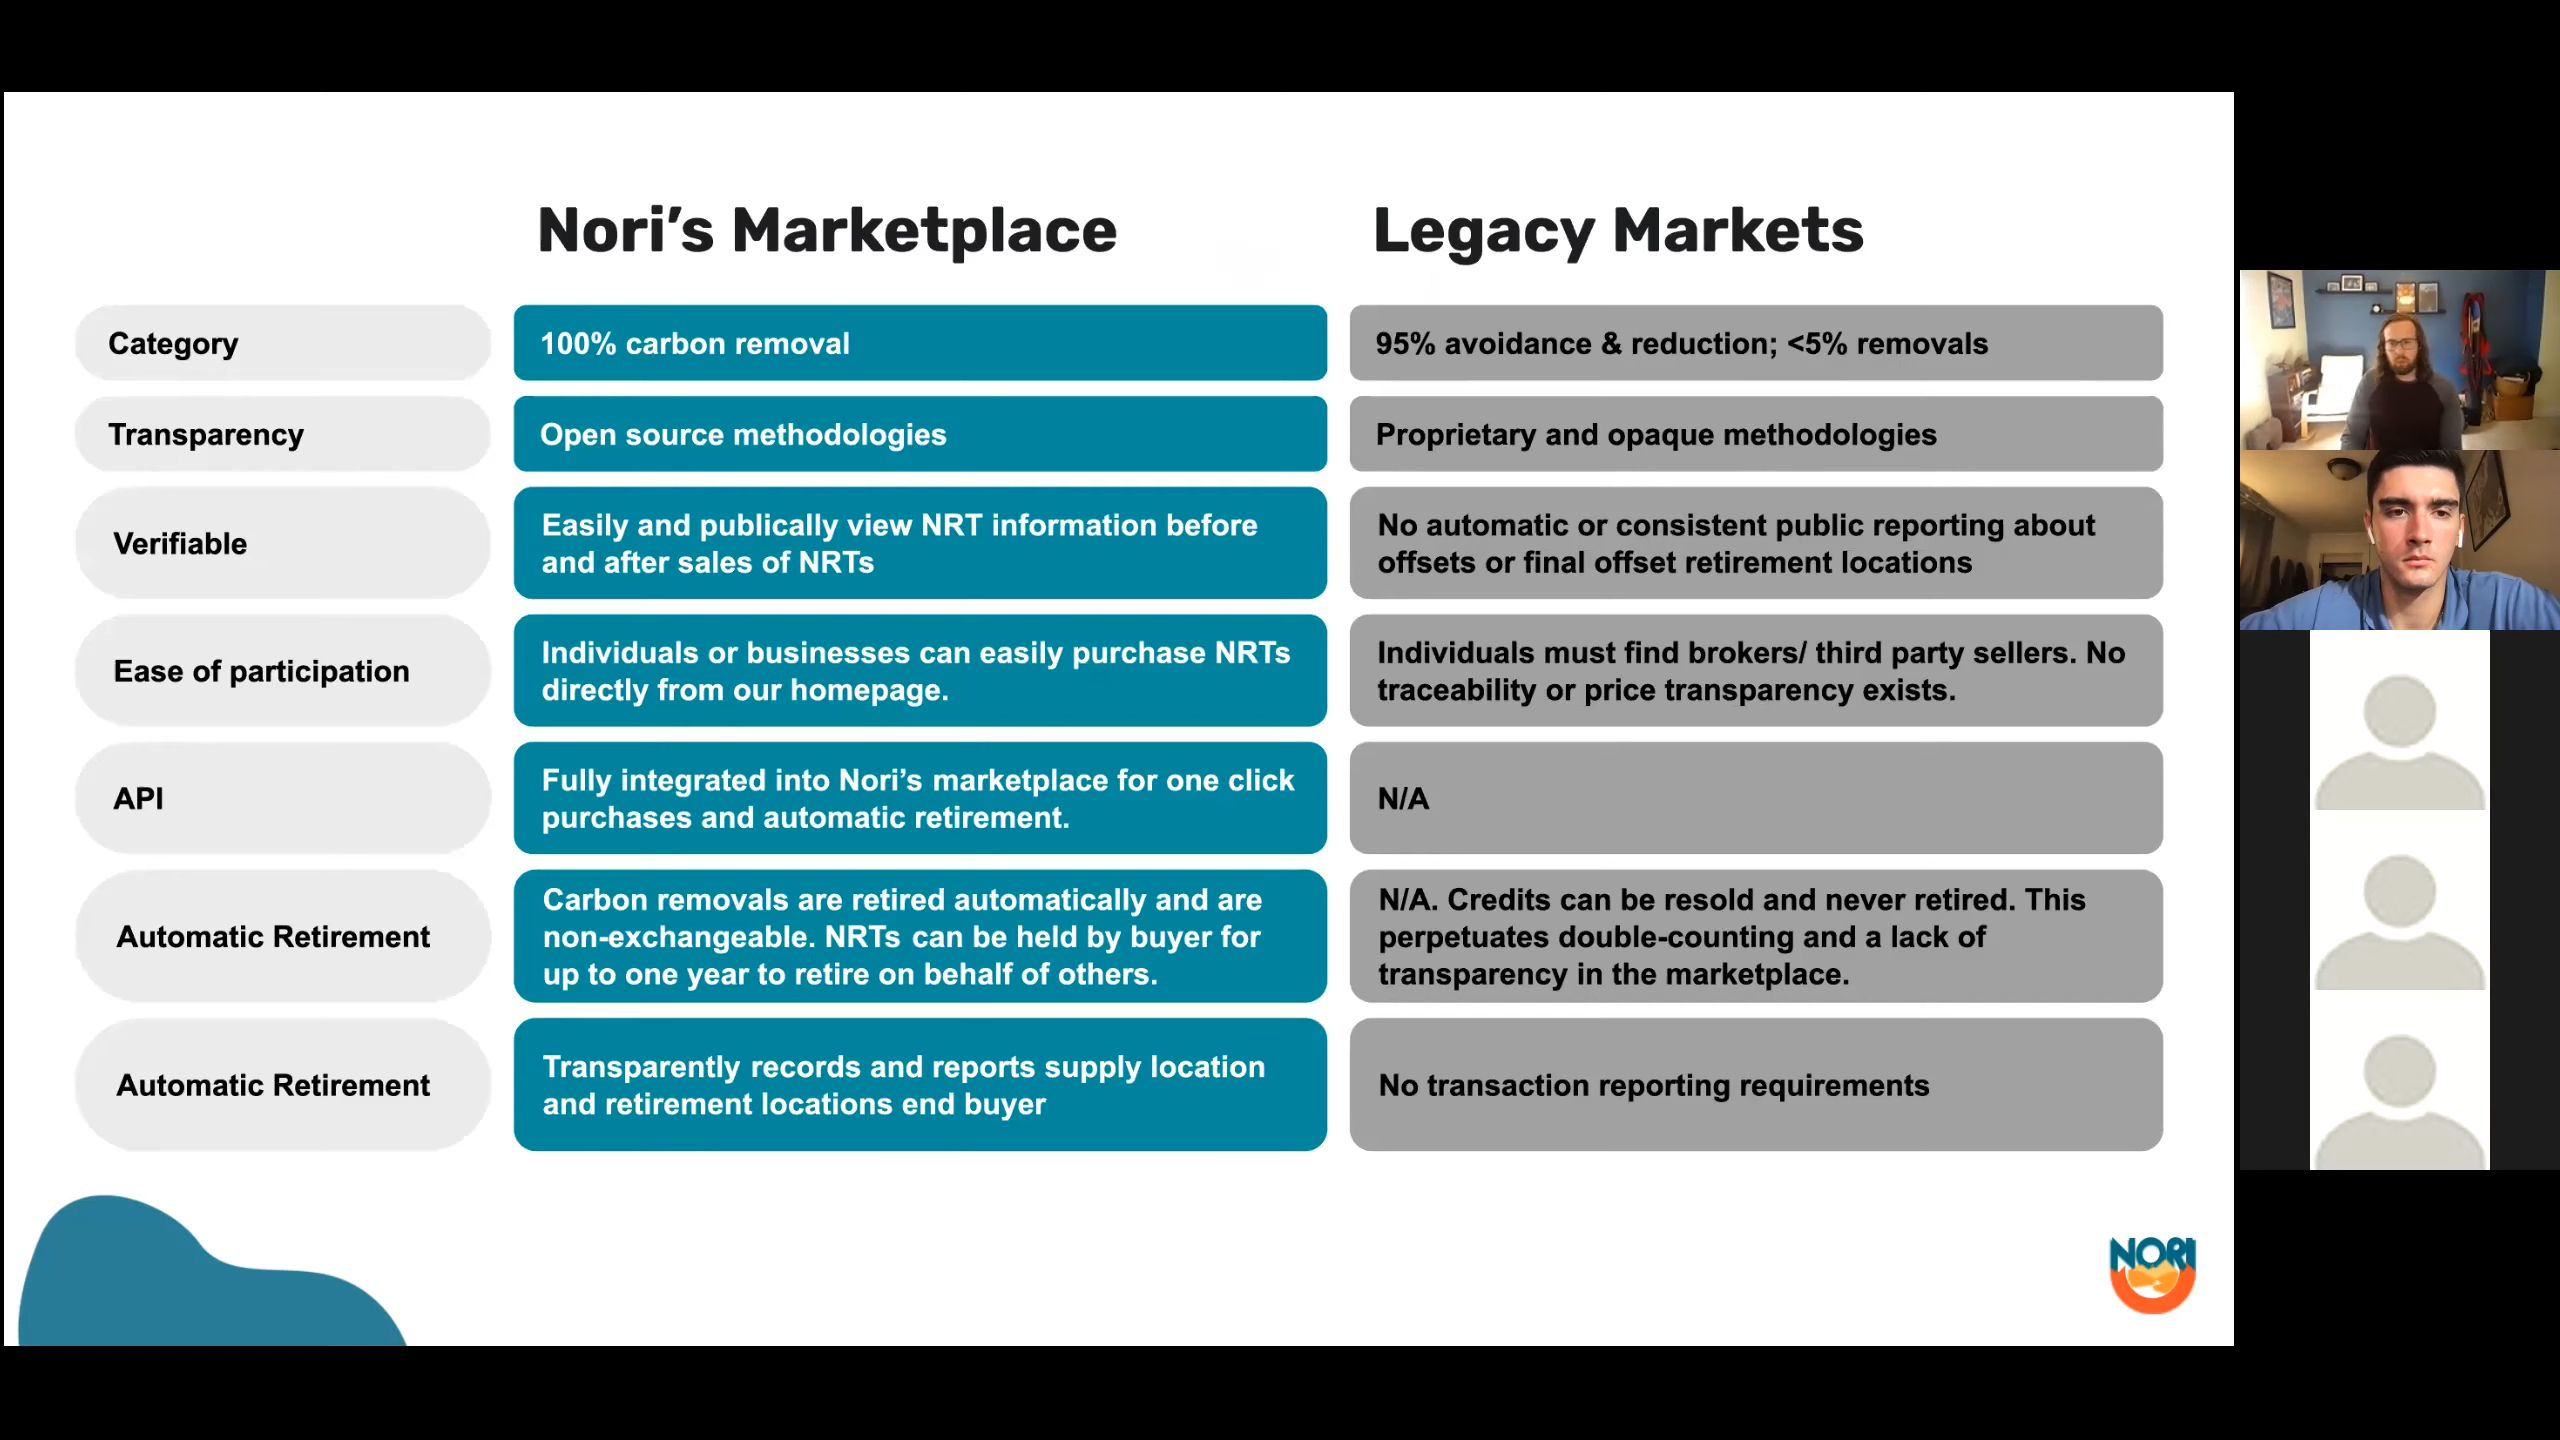 Nori’s Marketplace
Legacy Markets
Category
100% carbon removal
95% avoidance & reduction; <5% removals
Transparency
Open source methodologies
Proprietary and opaque methodologies
Verifiable
Easily and publically view NRT information before
and after sales of NRTs
No automatic or consistent public reporting about
offsets or final offset retirement locations
Ease of participation
Individuals or businesses can easily purchase NRTs
directly from our homepage.
Individuals must find brokers/ third party sellers. No
traceability or price transparency exists.
API
Fully integrated into Nori’s marketplace for one click
purchases and automatic retirement.
N/A
Automatic Retirement
Carbon removals are retired automatically and are
non-exchangeable. NRTs can be held by buyer for
up to one year to retire on behalf of others.
N/A. Credits can be resold and never retired. This
perpetuates double-counting and a lack of
transparency in the marketplace.
Automatic Retirement
Transparently records and reports supply location
and retirement locations end buyer
No transaction reporting requirements
NORI